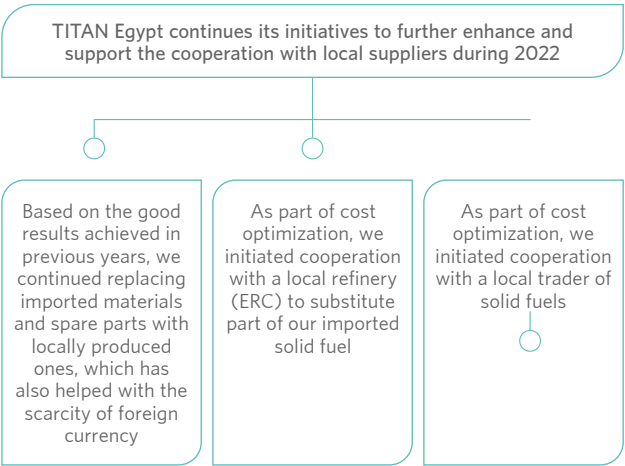 TITAN Egypt continues its initiatives to further enhance and
support the cooperation with local suppliers during 2022
Based on the good
results achieved in
previous years, we
continued replacing
imported materials
and spare parts with
locally produced
ones, which has
also helped with the
scarcity of foreign
currency
As part of cost
optimization, we
initiated cooperation
with a local refinery
(ERC) to substitute
part of our imported
solid fuel
As part of cost
optimization, we
initiated cooperation
with a local trader of
solid fuels